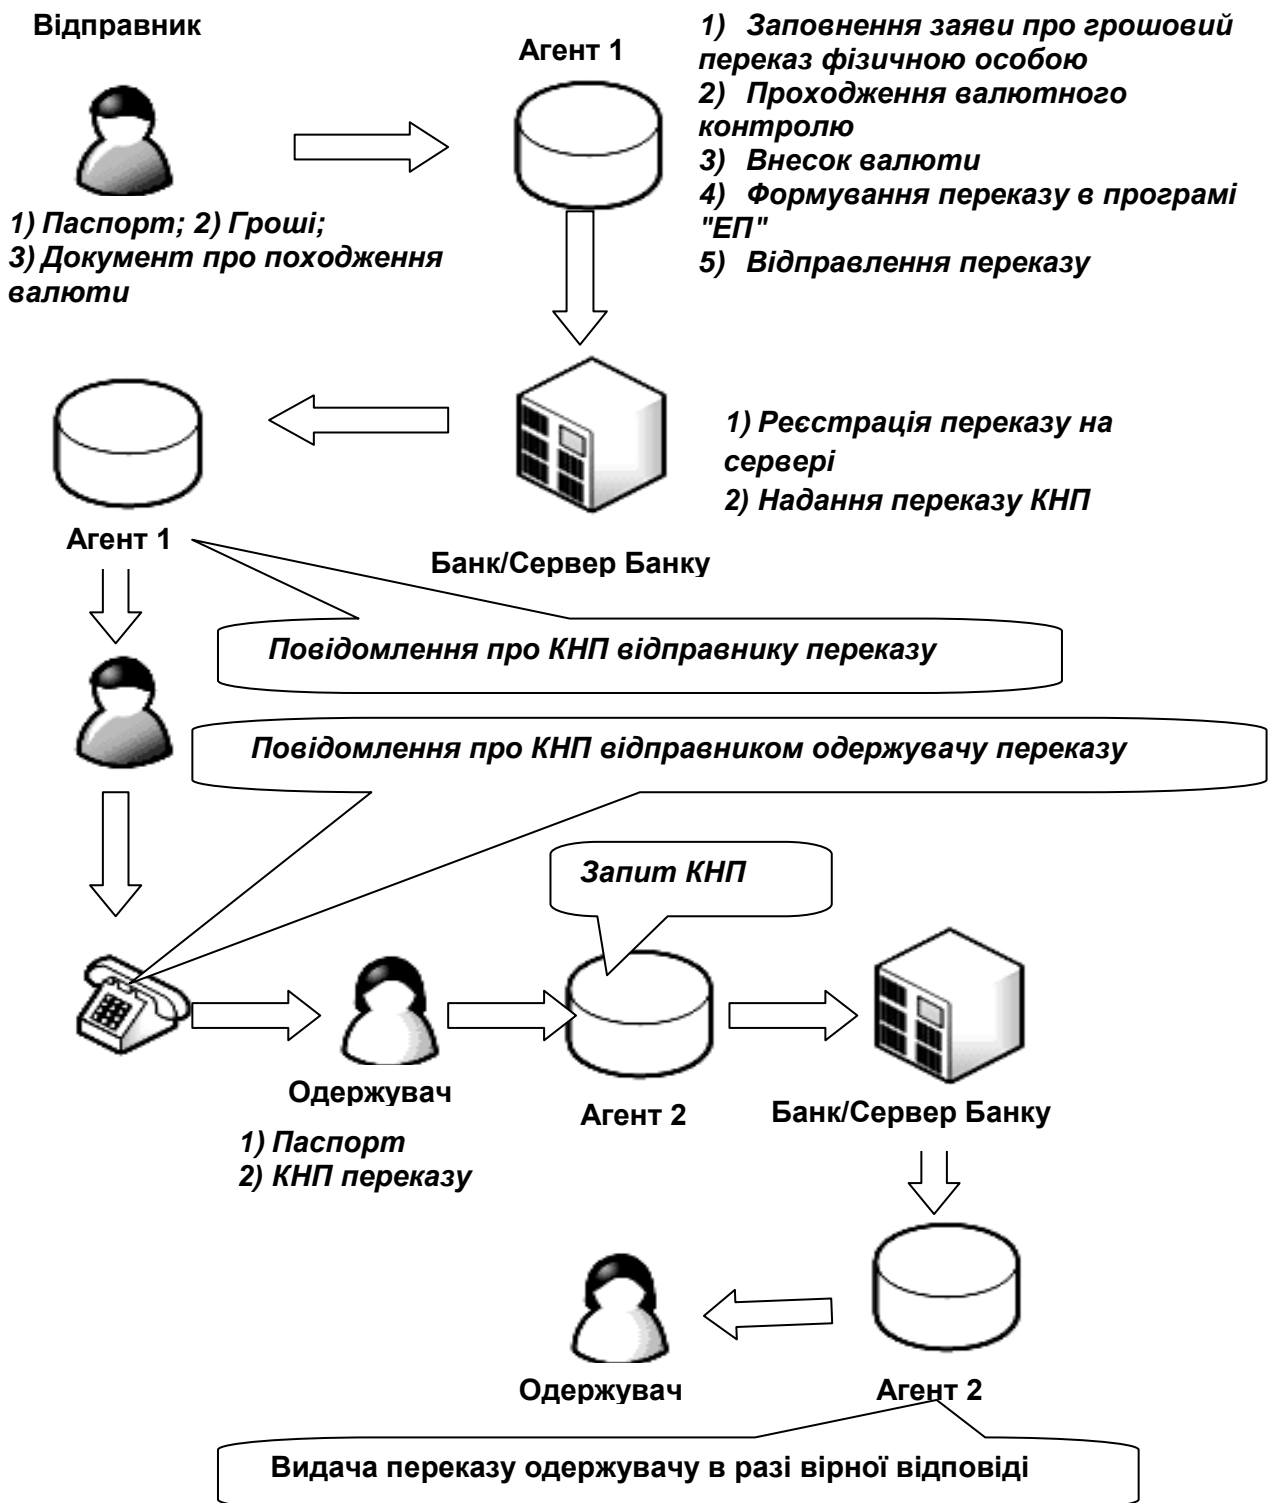 Відправник
Агент 1
1) Заповнення заяви про грошовий
переказ фізичною особою
2) Проходження валютного
контролю
3) Внесок валюти
4) Формування переказу в програмі
"ЕП"
5) Відправлення переказу
1) Паспорт; 2) Гроші;
3) Документ про походження
валюти
1) Реєстрація переказу на
сервері
2) Надання переказу КНП
Агент 1
Банк/Сервер Банку
Повідомлення про КНП відправнику переказу
Повідомлення про КНП відправником одержувачу переказу
Запит КНП
Одержувач
1) Паспорт
2) КНП переказу
Агент 2
Банк/Сервер Банку
Одержувач
Агент 2
Видача переказу одержувачу в разі вірної відповіді